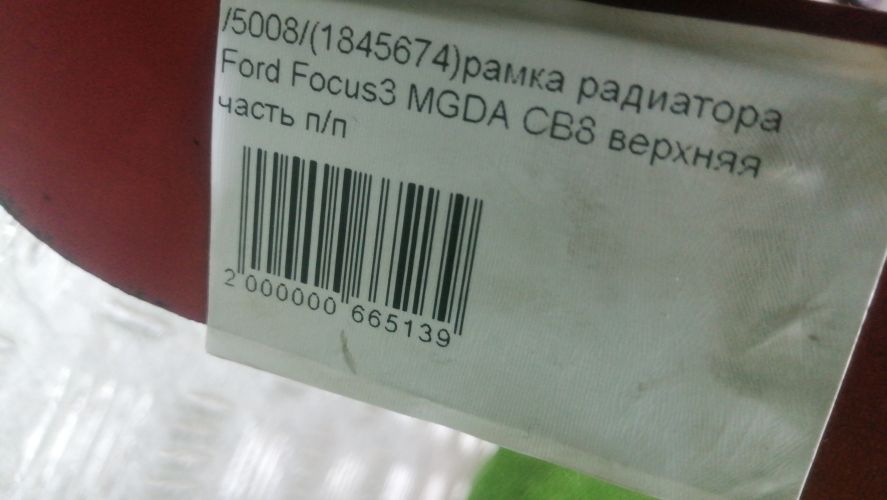 /5008/(1845674)рамка радиатора
Ford Focus3 MGDA CB8 верхняя
часть п/п
2 000000 665139